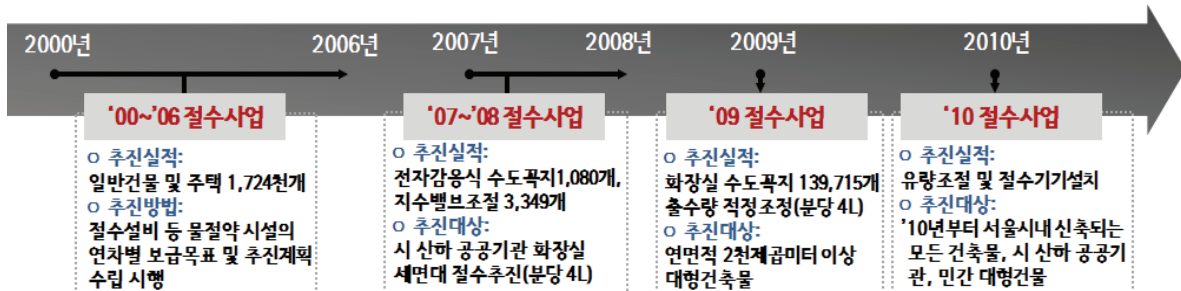 2000년 2006년 2007년 2008년 2009년 2010년
‘00~’06 절수사업
ο 추진실적:
일반건물 및 주택 1,724천개
ο 추진방법:
절수설비 등 물절약 시설의
연차별 보급목표 및 추진계획
수립 시행
‘07~’08 절수사업
ο 추진실적:
전자감응식 수도꼭지1,080개,
지수밸브조절 3,349개
ο 추진대상:
시 산하 공공기관 화장실
세면대 절수추진(분당 4L)
‘09 절수사업
ο 추진실적:
화장실 수도꼭지 139,715개
출수량 적정조정(분당 4L)
ο 추진대상:
연면적 2천제곱미터 이상
대형건축물
‘10 절수사업
ο 추진실적:
유량조절 및 절수기기설치
ο 추진대상:
’10년부터 서울시내 신축되는
모든 건축물, 시 산하 공공기
관, 민간 대형건물